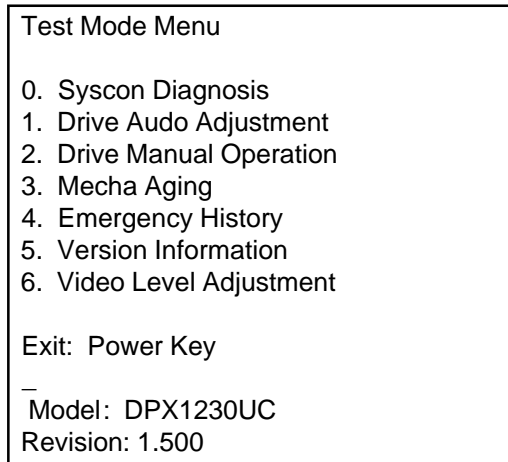 Test Mode Menu
0. Syscon Diagnosis
1. Drive Audo Adjustment
2. Drive Manual Operation
3. Mecha Aging
4. Emergency History
5. Version Information
6. Video Level Adjustment
Exit: Power Key
_
Model: DPX1230UC
Revision: 1.500